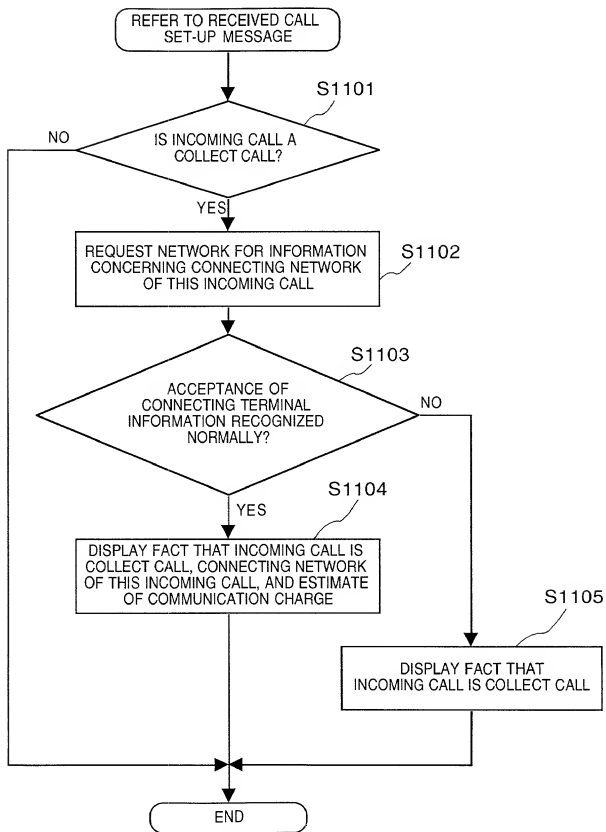 REFER TO RECEIVED CALL
SET-UP MESSAGE
S1101
NO
IS INCOMING CALL A
COLLECT CALL?
YES
REQUEST NETWORK FOR INFORMATION
CONCERNING CONNECTING NETWORK
OF THIS INCOMING CALL
S1102
S1103
ACCEPTANCE OF
CONNECTING TERMINAL
INFORMATION RECOGNIZED
NORMALLY?
NO
YES
S1104
DISPLAY FACT THAT INCOMING CALL IS
COLLECT CALL, CONNECTING NETWORK
OF THIS INCOMING CALL, AND ESTIMATE
OF COMMUNICATION CHARGE
S1105
DISPLAY FACT THAT
INCOMING CALL IS COLLECT CALL
END